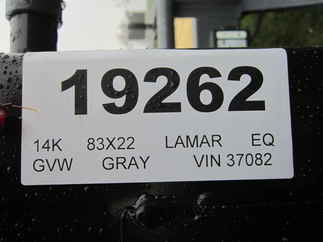 19262
14K 83X22 LAMAR EQ
GVW GRAY VIN 37082